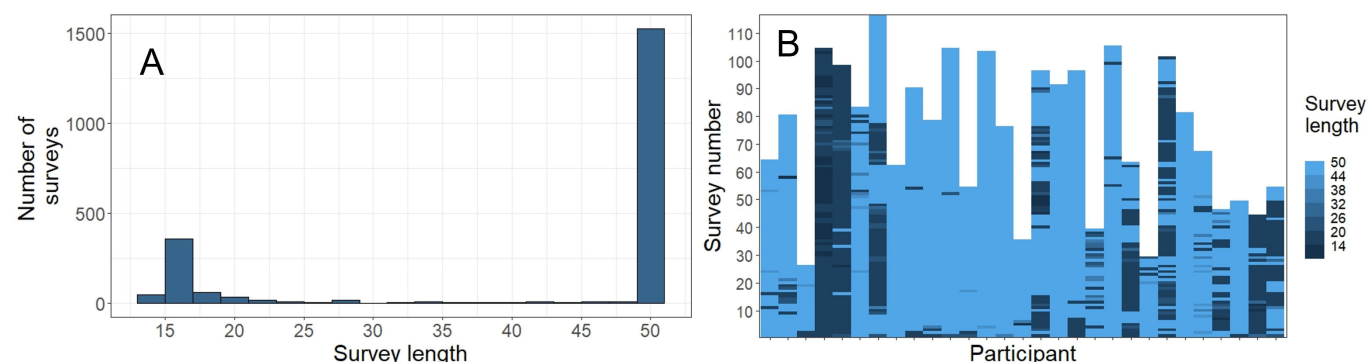 A
Number of
surveys
1500
1000
500
0
15 20 25 30 35 40 45 50
Survey length
B
Survey number
110
100
90
80
70
60
50
40
30
20
10
Participant
Survey
length
50
44
38
32
26
20
14